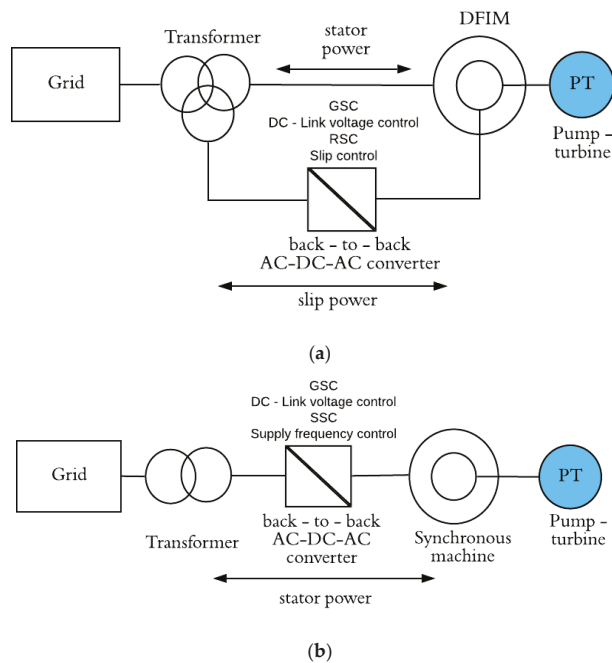 DFIM
Transformer
stator
power
Grid
PT
GSC
DC - Link voltage control
RSC
Slip control
Pump -
turbine
back - to - back
AC-DC-AC converter
slip power
(a)
GSC
DC - Link voltage control
SSC
Supply frequency control
Grid
PT
back - to - back
AC-DC-AC
converter
Transformer
Synchronous
machine
Pump -
turbine
stator power
(b)